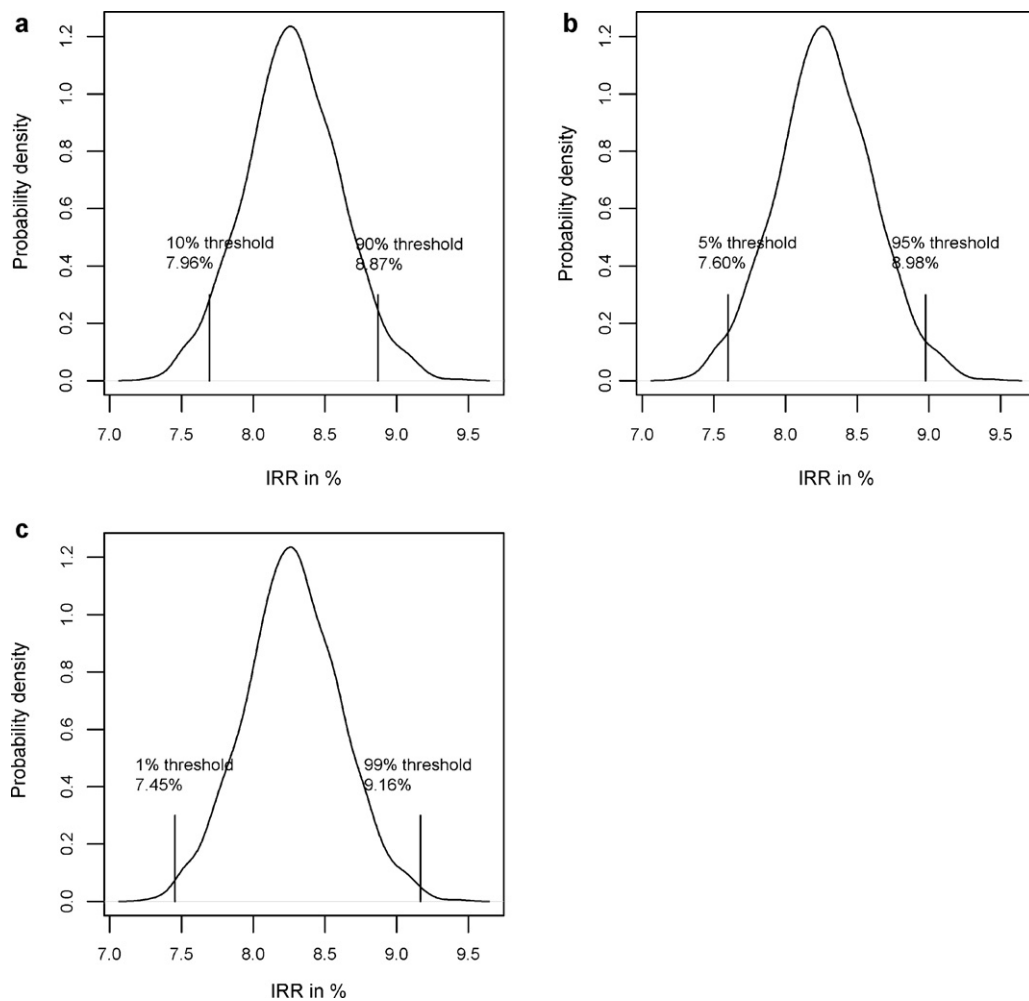 a
Probability density
0.0 0.2 0.4 0.6 0.8 1.0 1.2
10% threshold
7.96%
90% threshold
8.87%
7.0 7.5 8.0 8.5 9.0 9.5
IRR in %
b
Probability density
0.0 0.2 0.4 0.6 0.8 1.0 1.2
5% threshold
7.60%
95% threshold
8.98%
7.0 7.5 8.0 8.5 9.0 9.5
IRR in %
c
Probability density
0.0 0.2 0.4 0.6 0.8 1.0 1.2
1% threshold
7.45%
99% threshold
9.16%
7.0 7.5 8.0 8.5 9.0 9.5
IRR in %